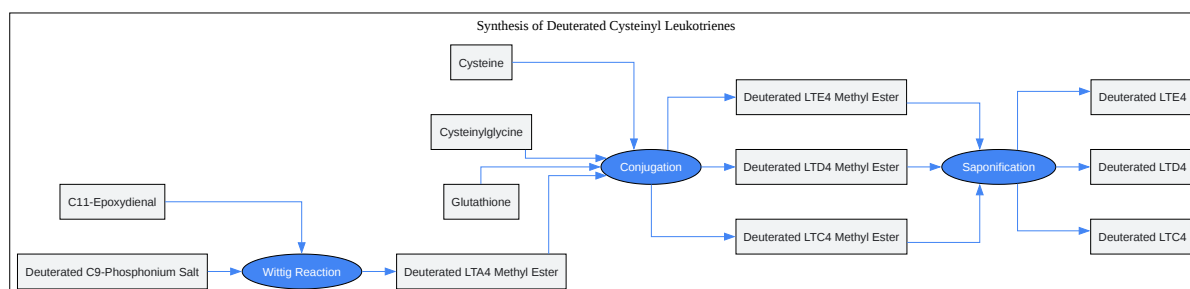 Synthesis of Deuterated Cysteinyl Leukotrienes
Cysteine
Cysteinylglycine
Glutathione
C11-Epoxydienal
Deuterated C9-Phosphonium Salt
Wittig Reaction
Deuterated LTA4 Methyl Ester
Conjugation
Deuterated LTE4 Methyl Ester
Deuterated LTD4 Methyl Ester
Deuterated LTC4 Methyl Ester
Saponification
Deuterated LTE4
Deuterated LTD4
Deuterated LTC4